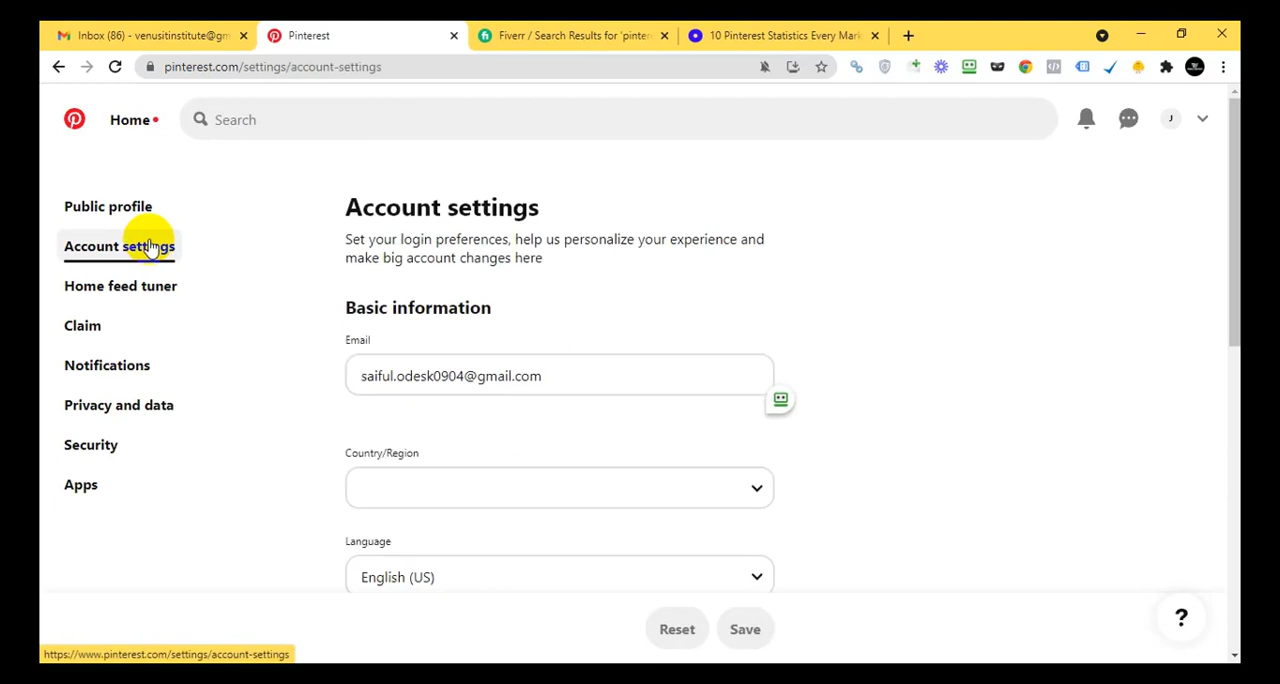 Inbox (86) - venusitinstitute@gm
Pinterest
Fiverr / Search Results for 'pinter
10 Pinterest Statistics Every Mark
pinterest.com/settings/account-settings
Home
Search
J
Public profile
Account settings
Home feed tuner
Claim
Notifications
Privacy and data
Security
Apps
Account settings
Set your login preferences, help us personalize your experience and
make big account changes here
Basic information
Email
saiful.odesk0904@gmail.com
Country/Region
Language
English (US)
Reset
Save
?
https://www.pinterest.com/settings/account-settings